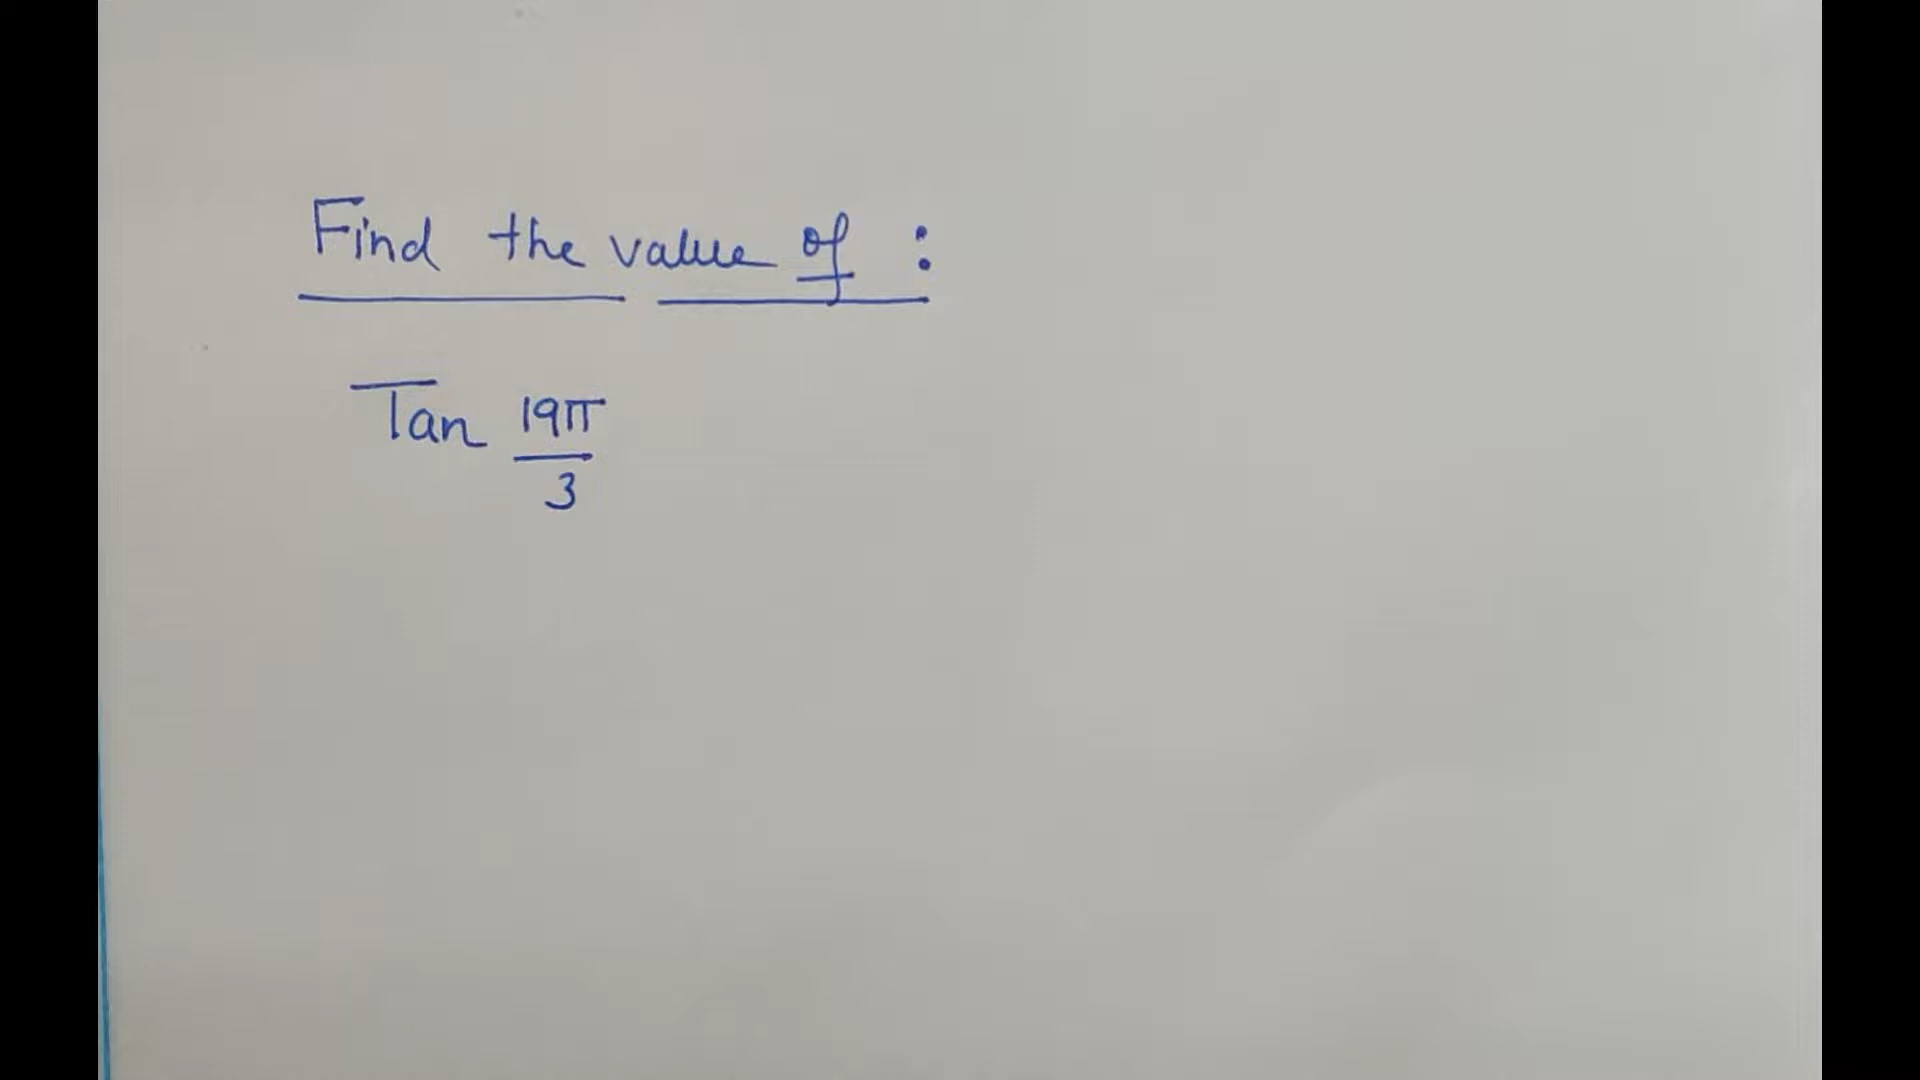 Find the value of :
Tan 19π
3